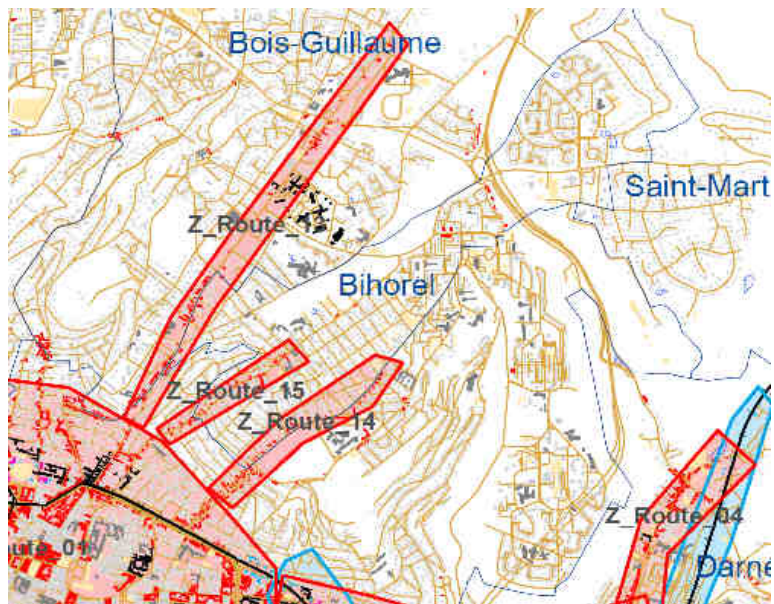 Bois-Guillaume
Saint-Mart
Z_Route_1
Bihorel
Z_Route_15
Z_Route_14
Z_Route_04
oute_01
Darne